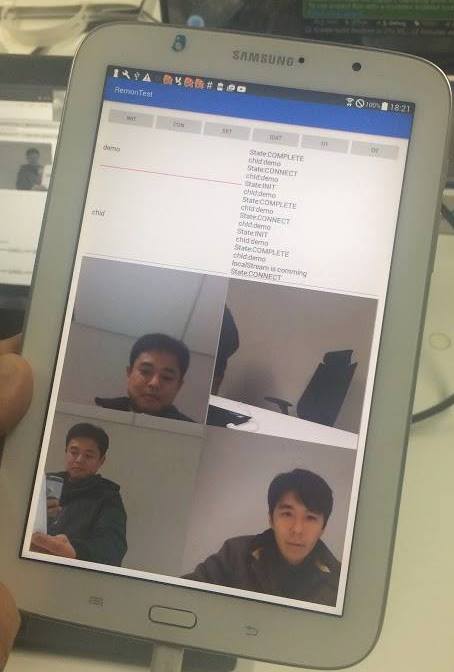 SAMSUNG
100% 18:21
RemonTest
INIT CON SET
demo
State:COMPLETE
chid:demo
State:CONNECT
chid:demo
State:INIT
chid:demo
State:COMPLETE
chid:demo
State:CONNECT
chid:demo
State:INIT
chid:demo
State:COMPLETE
chid:demo
localStream is comming
State:CONNECT
chid